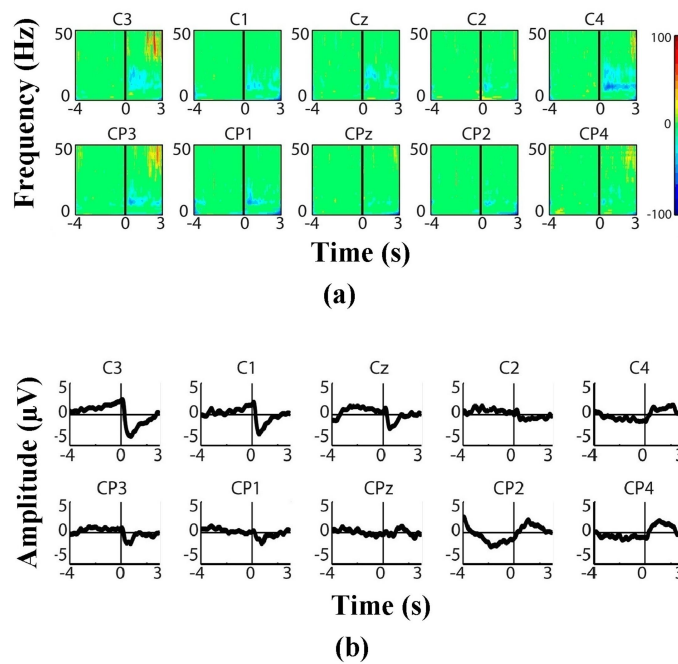 C3 C1 Cz C2 C4
50 50 50 50 50 100
0 0 0 0 0
-4 0 3 -4 0 3 -4 0 3 -4 0 3 -4 0 3
0
CP3 CP1 CPz CP2 CP4
50 50 50 50 50
0 0 0 0 0 -100
-4 0 3 -4 0 3 -4 0 3 -4 0 3 -4 0 3
Frequency (Hz)
Time (s)
(a)
C3 C1 Cz C2 C4
5 5 5 5 5
0 0 0 0 0
-5 -5 -5 -5 -5
-4 0 3 -4 0 3 -4 0 3 -4 0 3 -4 0 3
CP3 CP1 CPz CP2 CP4
5 5 5 5 5
0 0 0 0 0
-5 -5 -5 -5 -5
-4 0 3 -4 0 3 -4 0 3 -4 0 3 -4 0 3
Amplitude (µV)
Time (s)
(b)